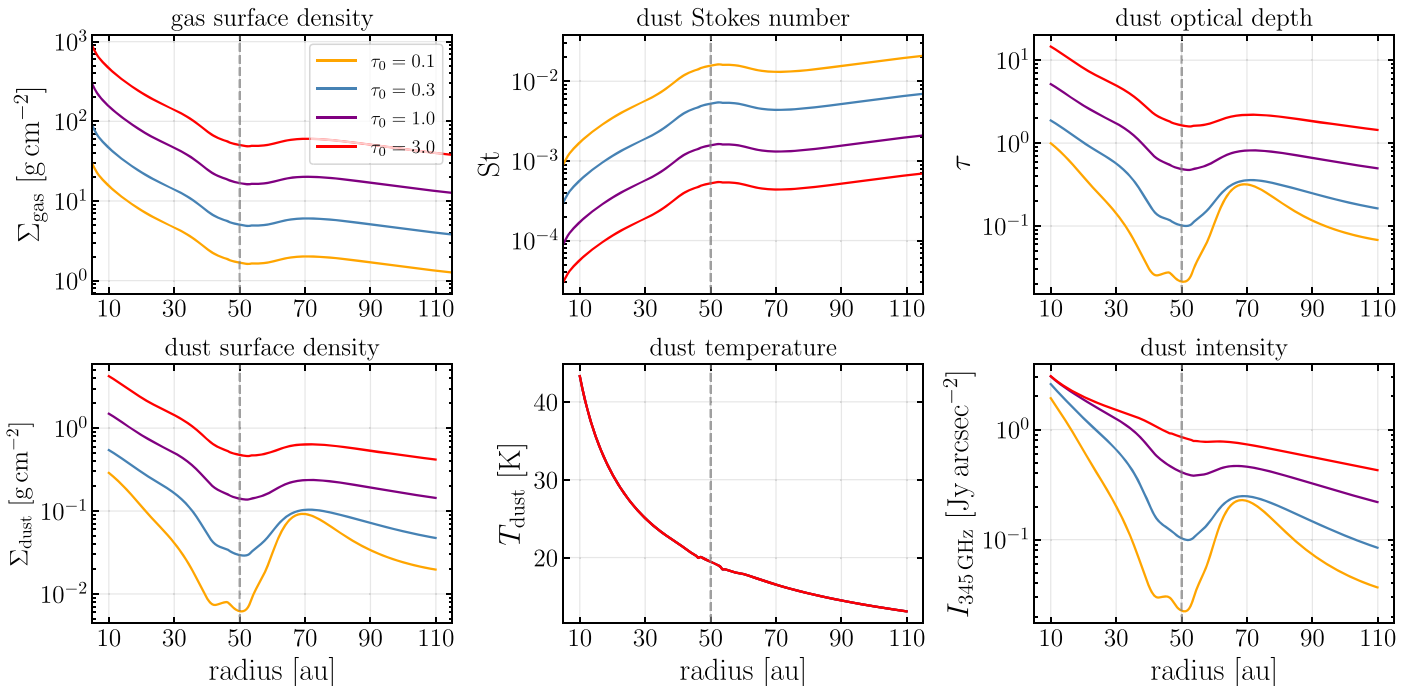 gas surface density
Σgas [g cm⁻²]
10³
10²
10¹
10⁰
τ₀ = 0.1
τ₀ = 0.3
τ₀ = 1.0
τ₀ = 3.0
10 30 50 70 90 110
dust Stokes number
St
10⁻²
10⁻³
10⁻⁴
10 30 50 70 90 110
dust optical depth
τ
10¹
10⁰
10⁻¹
10 30 50 70 90 110
dust surface density
Σdust [g cm⁻²]
10⁰
10⁻¹
10⁻²
10 30 50 70 90 110
radius [au]
dust temperature
Tdust [K]
40
30
20
10 30 50 70 90 110
radius [au]
dust intensity
I345 GHz [Jy arcsec⁻²]
10⁰
10⁻¹
10 30 50 70 90 110
radius [au]